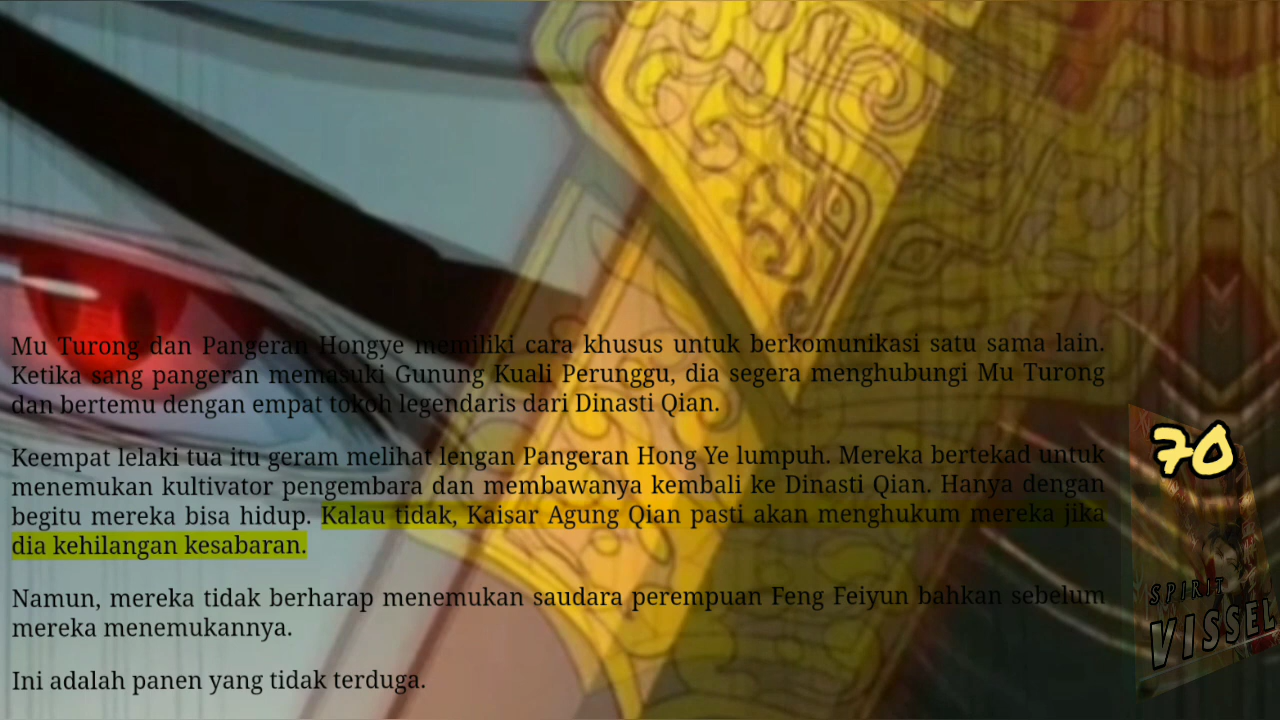 Mu Turong dan Pangeran Hongye memiliki cara khusus untuk berkomunikasi satu sama lain.
Ketika sang pangeran memasuki Gunung Kuali Perunggu, dia segera menghubungi Mu Turong
dan bertemu dengan empat tokoh legendaris dari Dinasti Qian.
Keempat lelaki tua itu geram melihat lengan Pangeran Hong Ye lumpuh. Mereka bertekad untuk
menemukan kultivator pengembara dan membawanya kembali ke Dinasti Qian. Hanya dengan
begitu mereka bisa hidup. Kalau tidak, Kaisar Agung Qian pasti akan menghukum mereka jika
dia kehilangan kesabaran.
Namun, mereka tidak berharap menemukan saudara perempuan Feng Feiyun bahkan sebelum
mereka menemukannya.
Ini adalah panen yang tidak terduga.
70
SPIRIT
VISSEL